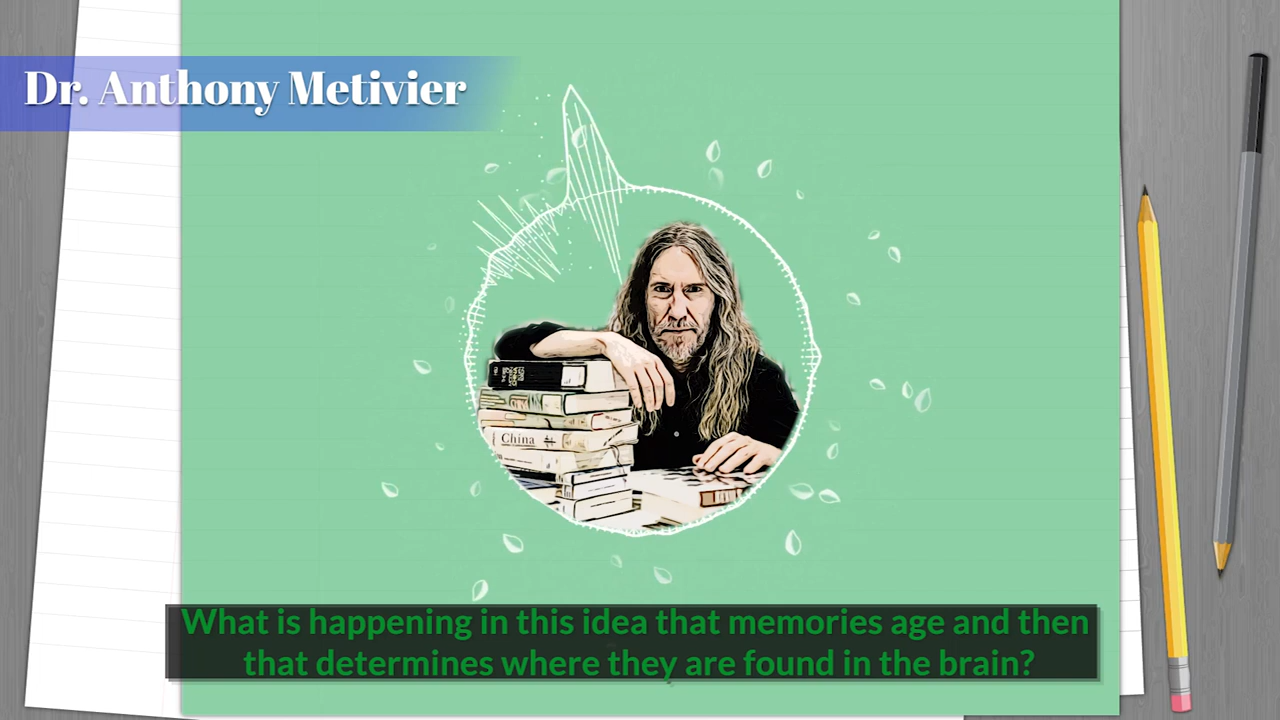 Dr. Anthony Metivier
China
What is happening in this idea that memories age and then
that determines where they are found in the brain?